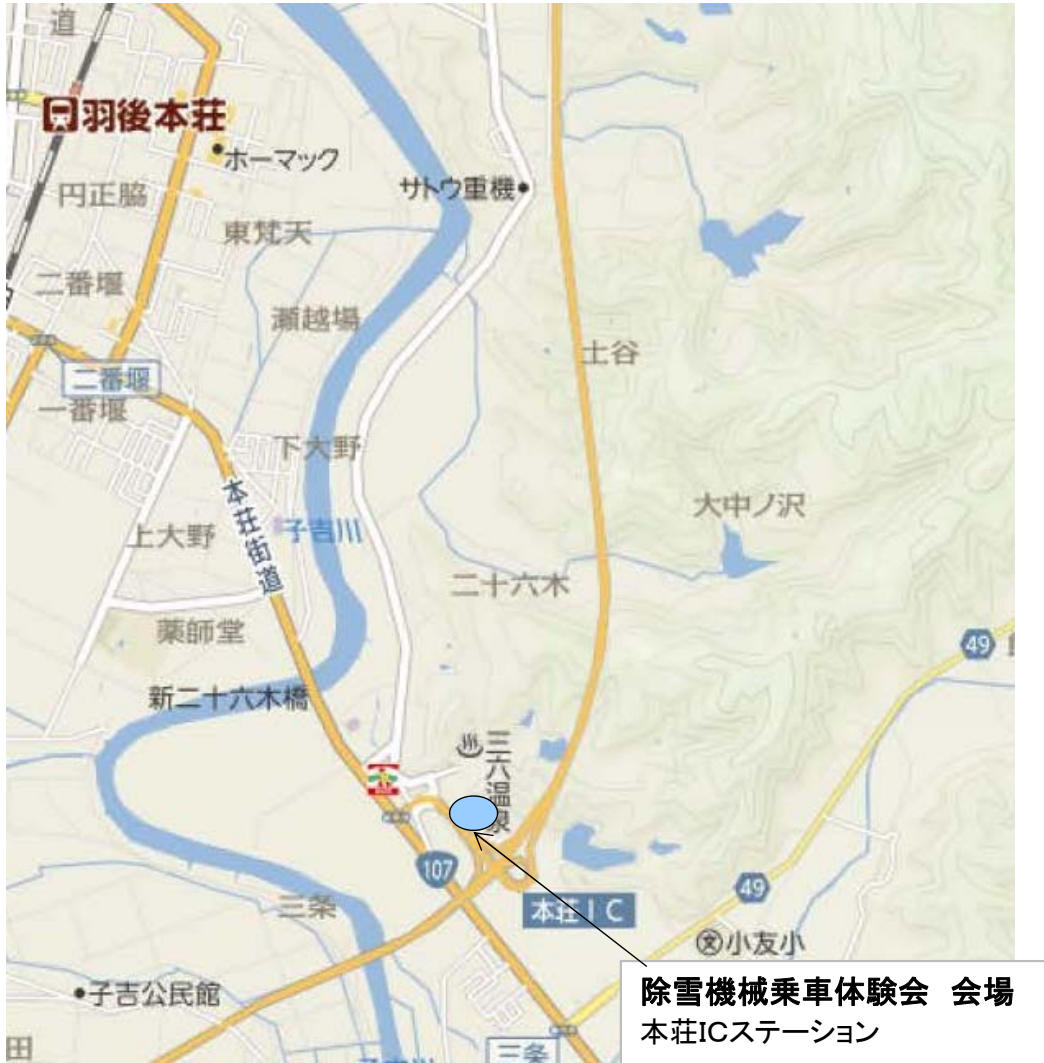 道
羽後本荘
ホーマック
円正脇
サトウ重機
東梵天
二番堰
瀬越場
土谷
二番堰
一番堰
下大野
本荘街道
子吉川
大中ノ沢
上大野
二十六木
薬師堂
49
新二十六木橋
三六温泉
107
49
三条
本荘IC
小友小
子吉公民館
除雪機械乗車体験会 会場
本荘ICステーション
田
三条